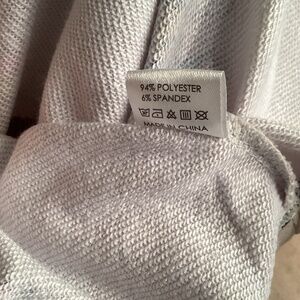 94% POLYESTER
6% SPANDEX
MADE IN CHINA